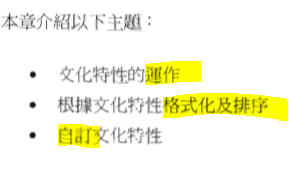 本章介紹以下主題：
• 文化特性的運作
• 根據文化特性格式化及排序
• 自訂文化特性